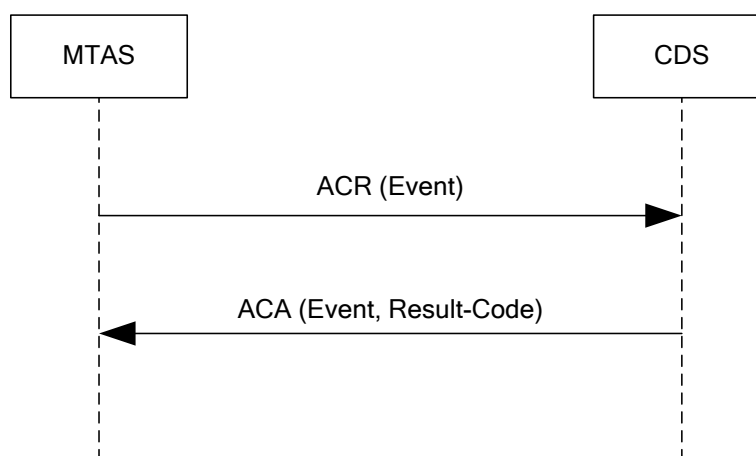 MTAS
CDS
ACR (Event)
ACA (Event, Result-Code)